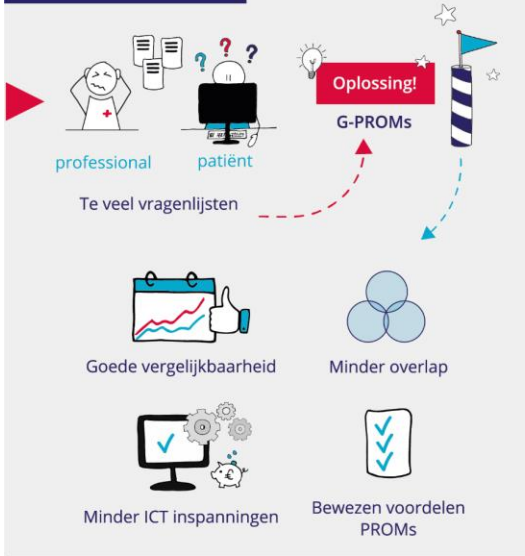 Oplossing!
G-PROMs
professional
patiënt
Te veel vragenlijsten
Goede vergelijkbaarheid
Minder overlap
Minder ICT inspanningen
Bewezen voordelen
PROMs